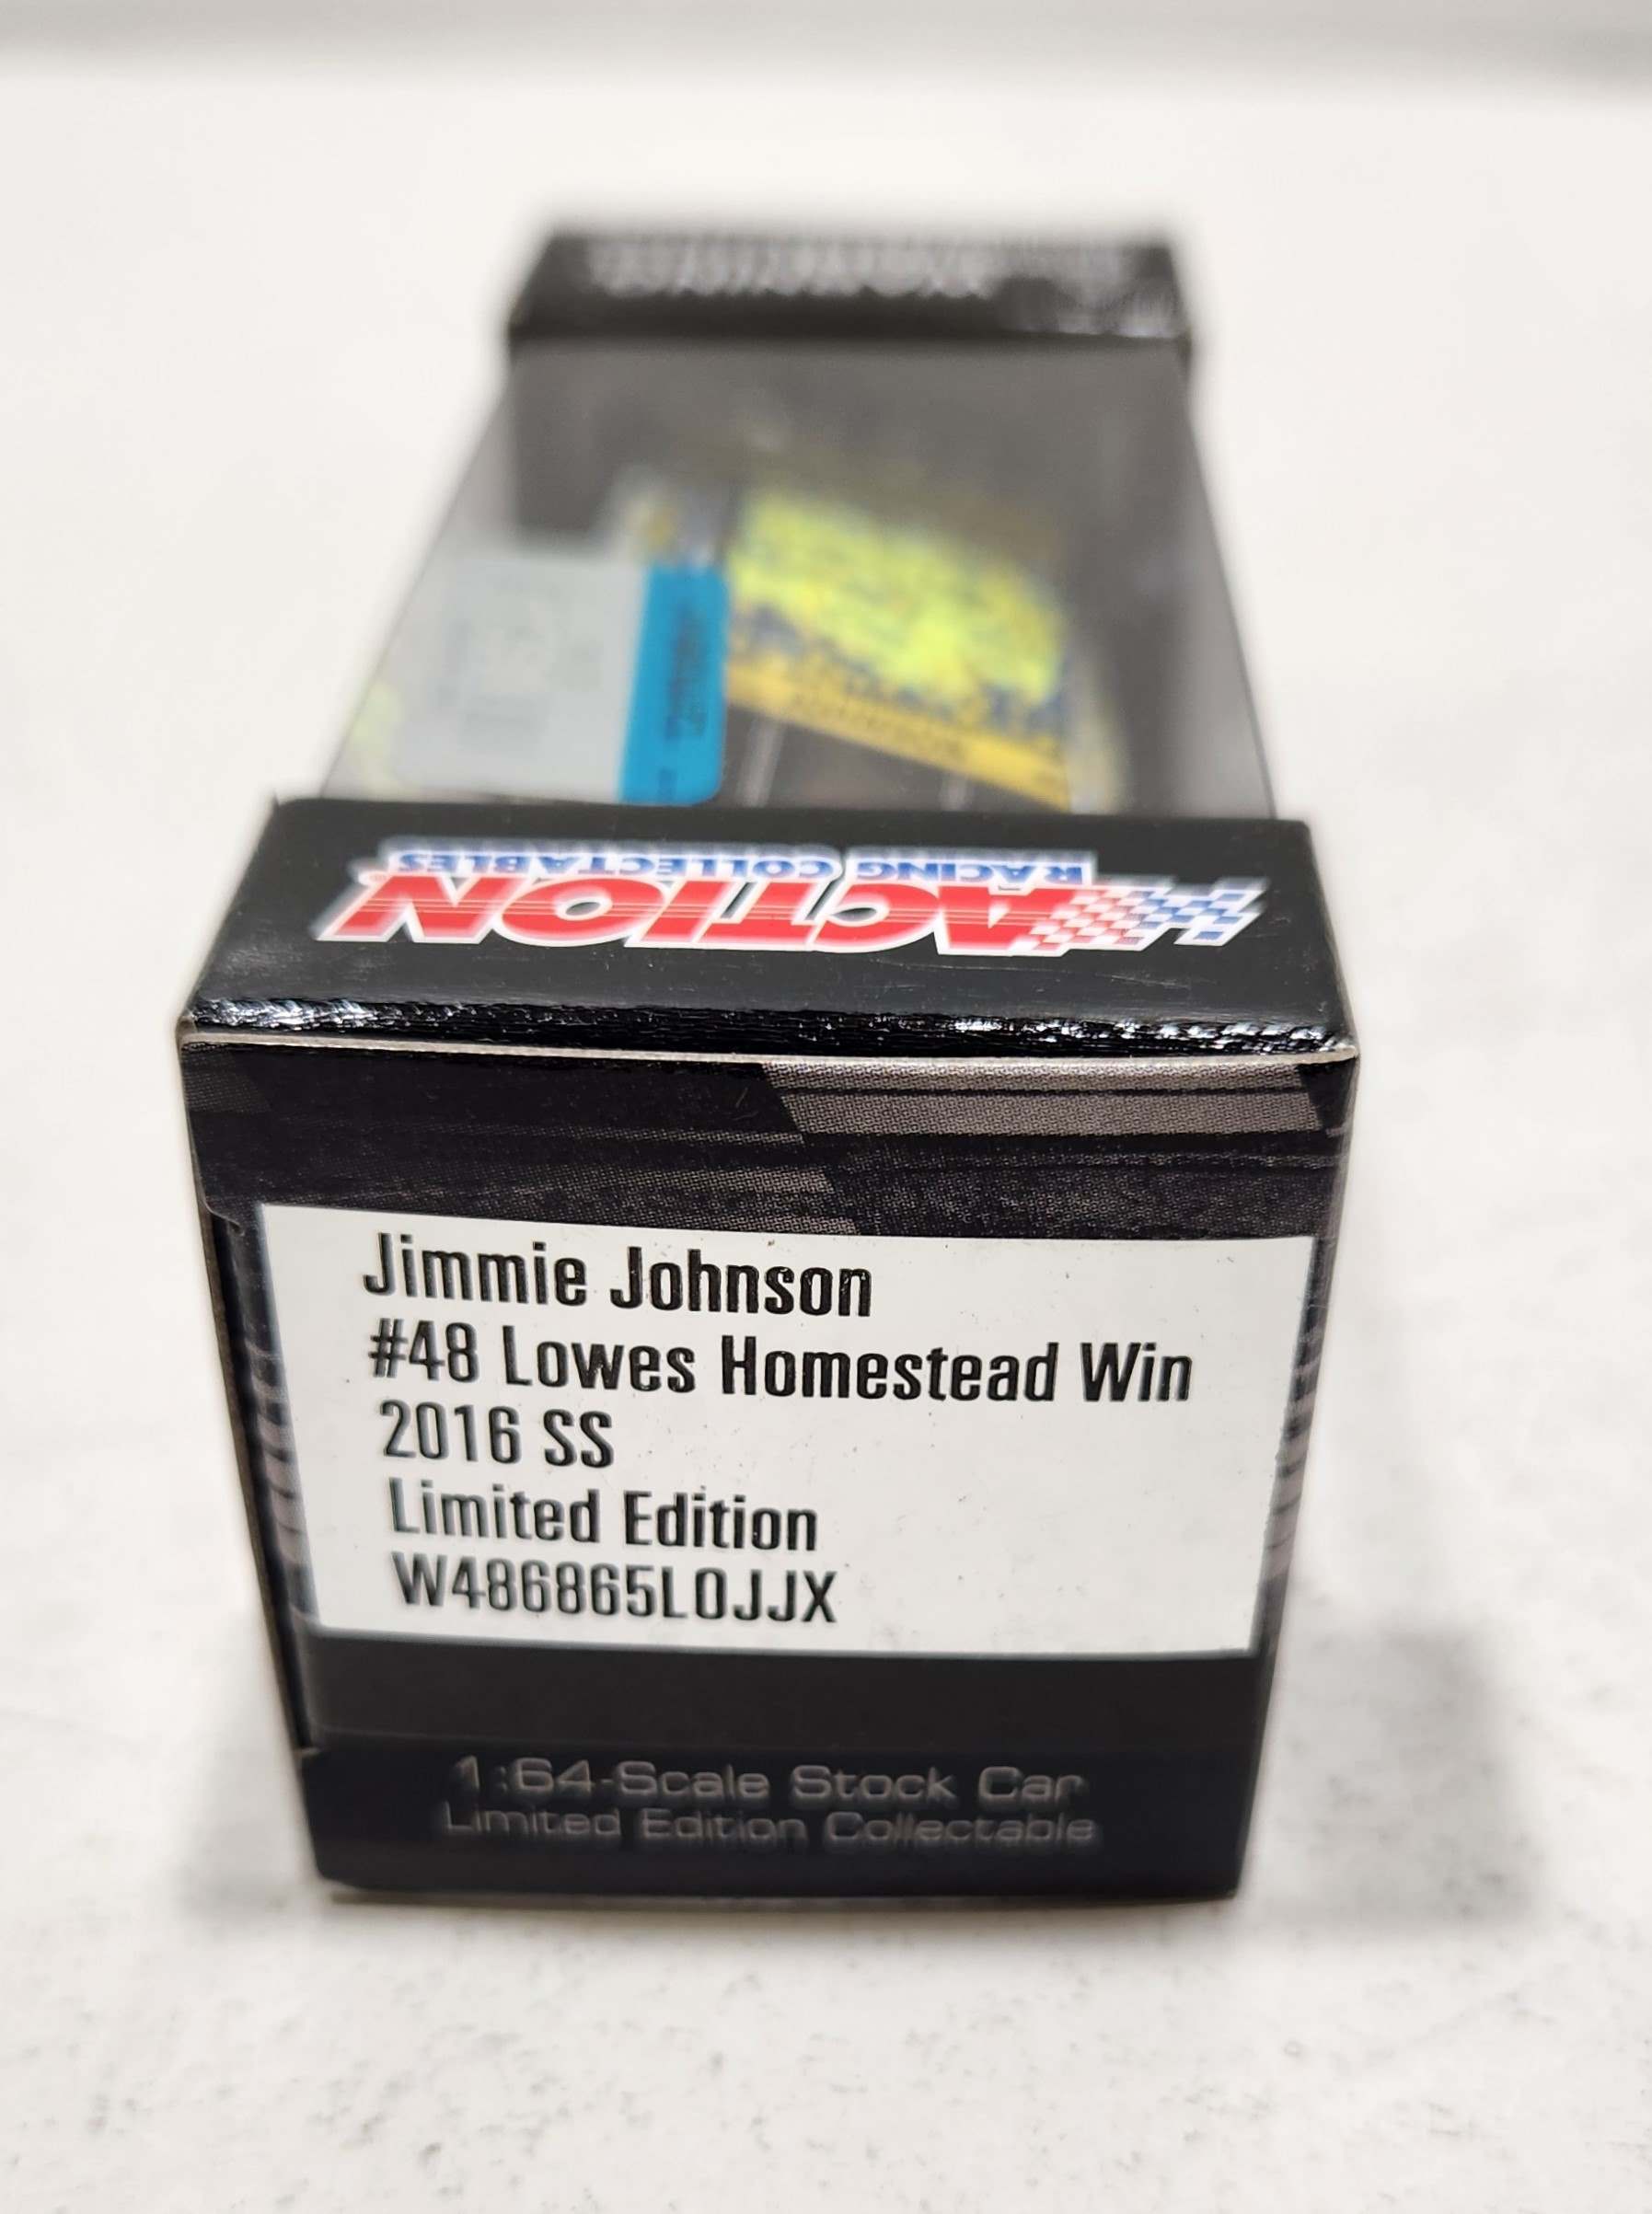 ACTION®
RACING COLLECTABLES
Jimmie Johnson
#48 Lowes Homestead Win
2016 SS
Limited Edition
W486865LOJJX
1:64-Scale Stock Car
Limited Edition Collectable